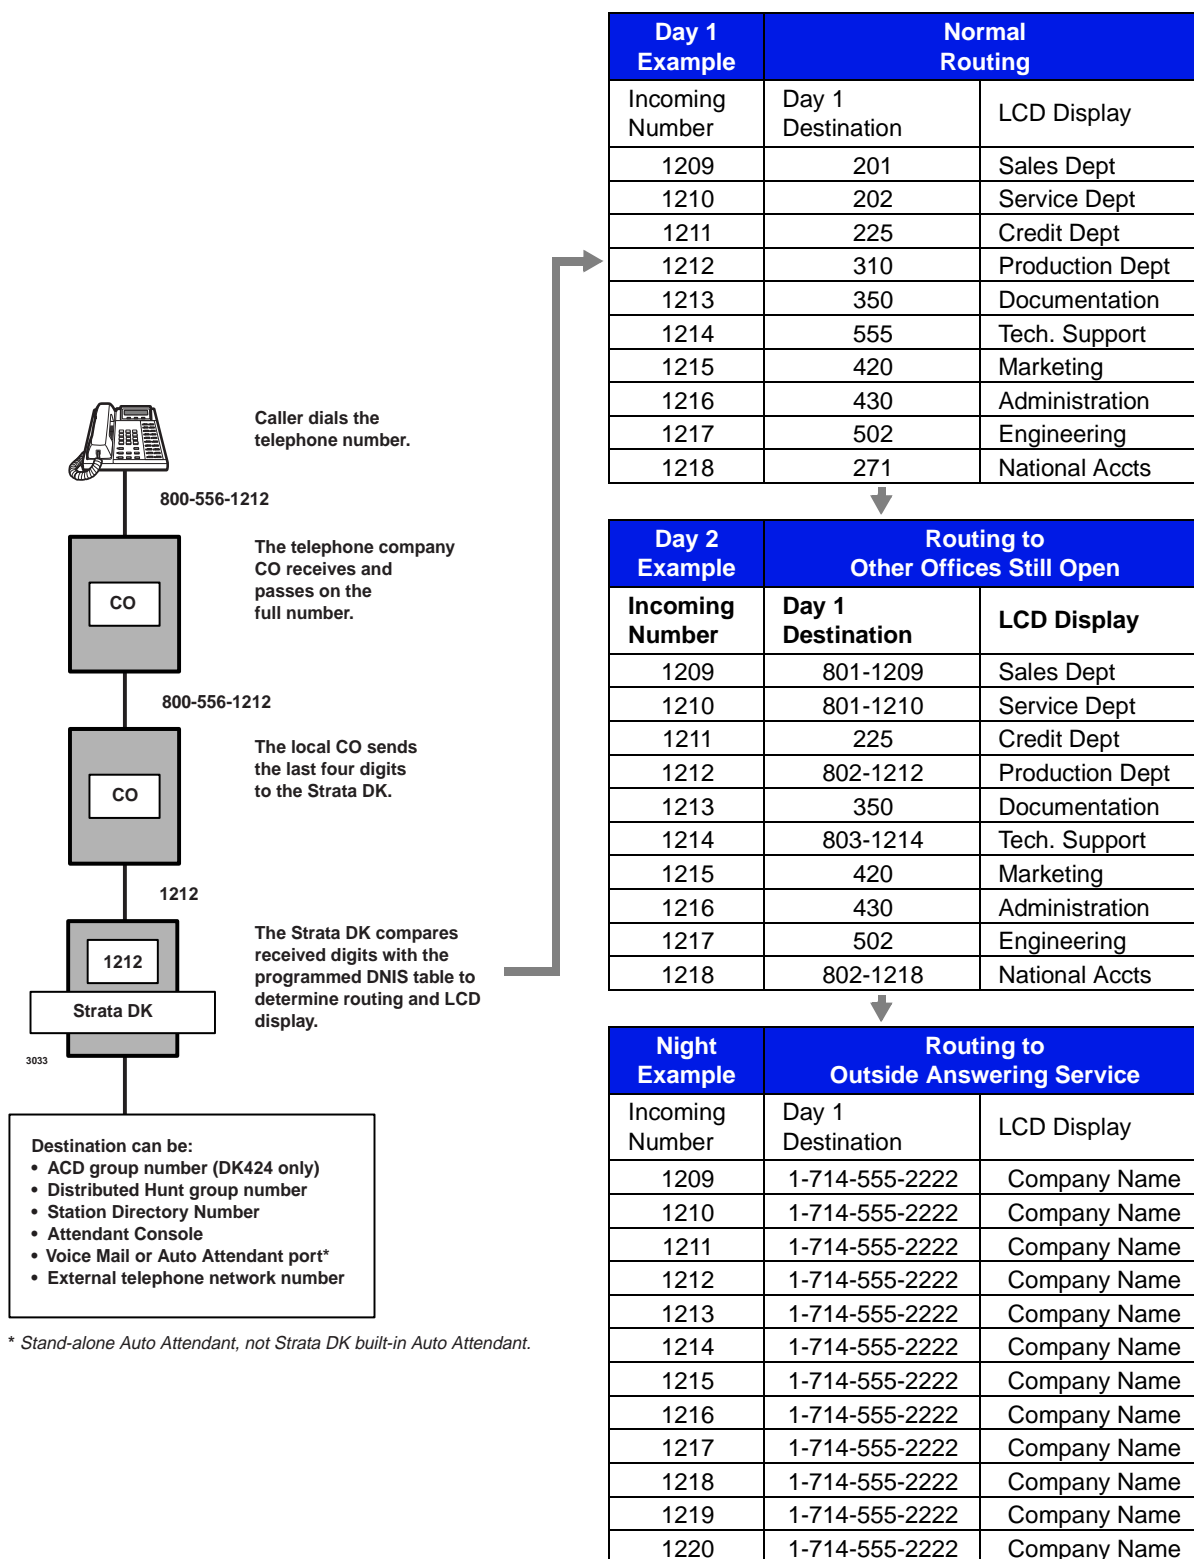 Caller dials the
telephone number.
800-556-1212
CO
The telephone company
CO receives and
passes on the
full number.
800-556-1212
CO
The local CO sends
the last four digits
to the Strata DK.
1212
1212
Strata DK
3033
The Strata DK compares
received digits with the
programmed DNIS table to
determine routing and LCD
display.
Destination can be:
• ACD group number (DK424 only)
• Distributed Hunt group number
• Station Directory Number
• Attendant Console
• Voice Mail or Auto Attendant port*
• External telephone network number
* Stand-alone Auto Attendant, not Strata DK built-in Auto Attendant.
Day 1 Example | Normal Routing
Incoming Number | Day 1 Destination | LCD Display
1209 | 201 | Sales Dept
1210 | 202 | Service Dept
1211 | 225 | Credit Dept
1212 | 310 | Production Dept
1213 | 350 | Documentation
1214 | 555 | Tech. Support
1215 | 420 | Marketing
1216 | 430 | Administration
1217 | 502 | Engineering
1218 | 271 | National Accts
Day 2 Example | Routing to Other Offices Still Open
Incoming Number | Day 1 Destination | LCD Display
1209 | 801-1209 | Sales Dept
1210 | 801-1210 | Service Dept
1211 | 225 | Credit Dept
1212 | 802-1212 | Production Dept
1213 | 350 | Documentation
1214 | 803-1214 | Tech. Support
1215 | 420 | Marketing
1216 | 430 | Administration
1217 | 502 | Engineering
1218 | 802-1218 | National Accts
Night Example | Routing to Outside Answering Service
Incoming Number | Day 1 Destination | LCD Display
1209 | 1-714-555-2222 | Company Name
1210 | 1-714-555-2222 | Company Name
1211 | 1-714-555-2222 | Company Name
1212 | 1-714-555-2222 | Company Name
1213 | 1-714-555-2222 | Company Name
1214 | 1-714-555-2222 | Company Name
1215 | 1-714-555-2222 | Company Name
1216 | 1-714-555-2222 | Company Name
1217 | 1-714-555-2222 | Company Name
1218 | 1-714-555-2222 | Company Name
1219 | 1-714-555-2222 | Company Name
1220 | 1-714-555-2222 | Company Name